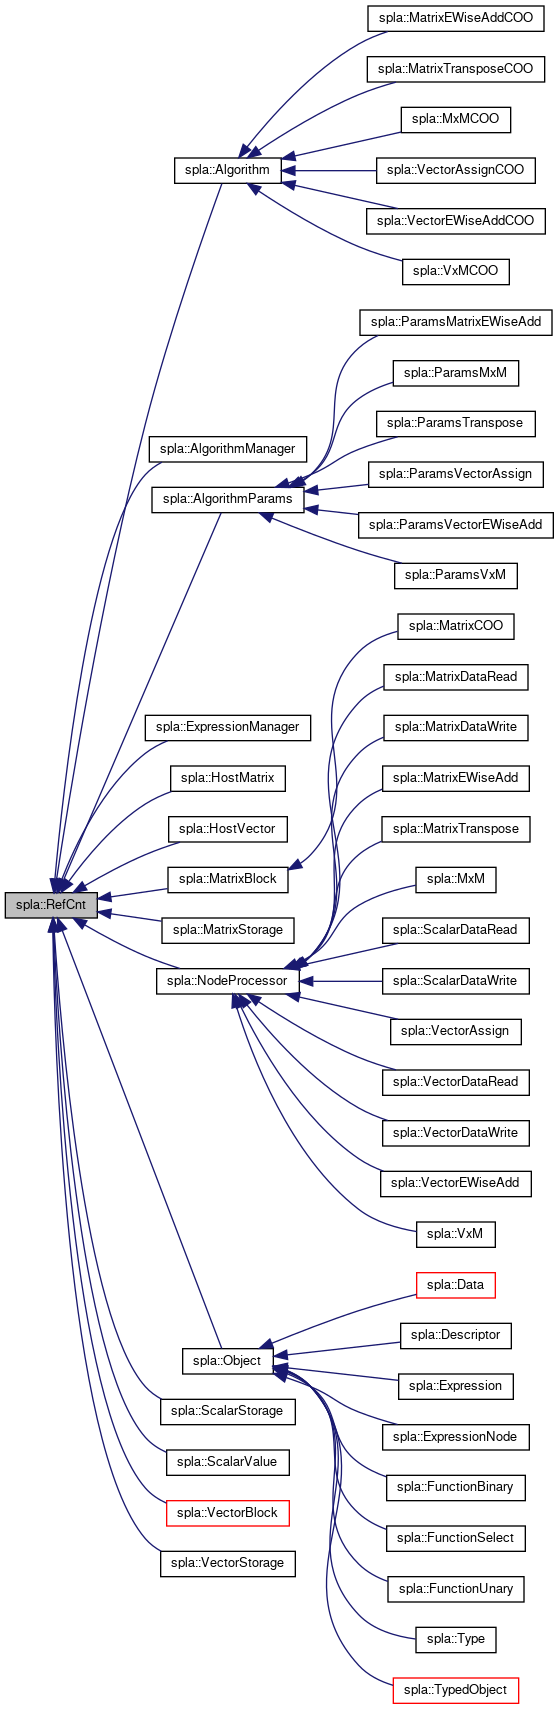 spla::MatrixEWiseAddCOO
spla::MatrixTransposeCOO
spla::MxMCOO
spla::Algorithm
spla::VectorAssignCOO
spla::VectorEWiseAddCOO
spla::VxMCOO
spla::ParamsMatrixEWiseAdd
spla::ParamsMxM
spla::ParamsTranspose
spla::AlgorithmManager
spla::ParamsVectorAssign
spla::AlgorithmParams
spla::ParamsVectorEWiseAdd
spla::ParamsVxM
spla::MatrixCOO
spla::MatrixDataRead
spla::ExpressionManager
spla::MatrixDataWrite
spla::HostMatrix
spla::MatrixEWiseAdd
spla::HostVector
spla::MatrixTranspose
spla::MatrixBlock
spla::MxM
spla::RefCnt
spla::MatrixStorage
spla::ScalarDataRead
spla::NodeProcessor
spla::ScalarDataWrite
spla::VectorAssign
spla::VectorDataRead
spla::VectorDataWrite
spla::VectorEWiseAdd
spla::VxM
spla::Data
spla::Descriptor
spla::Object
spla::Expression
spla::ScalarStorage
spla::ExpressionNode
spla::ScalarValue
spla::FunctionBinary
spla::VectorBlock
spla::FunctionSelect
spla::VectorStorage
spla::FunctionUnary
spla::Type
spla::TypedObject